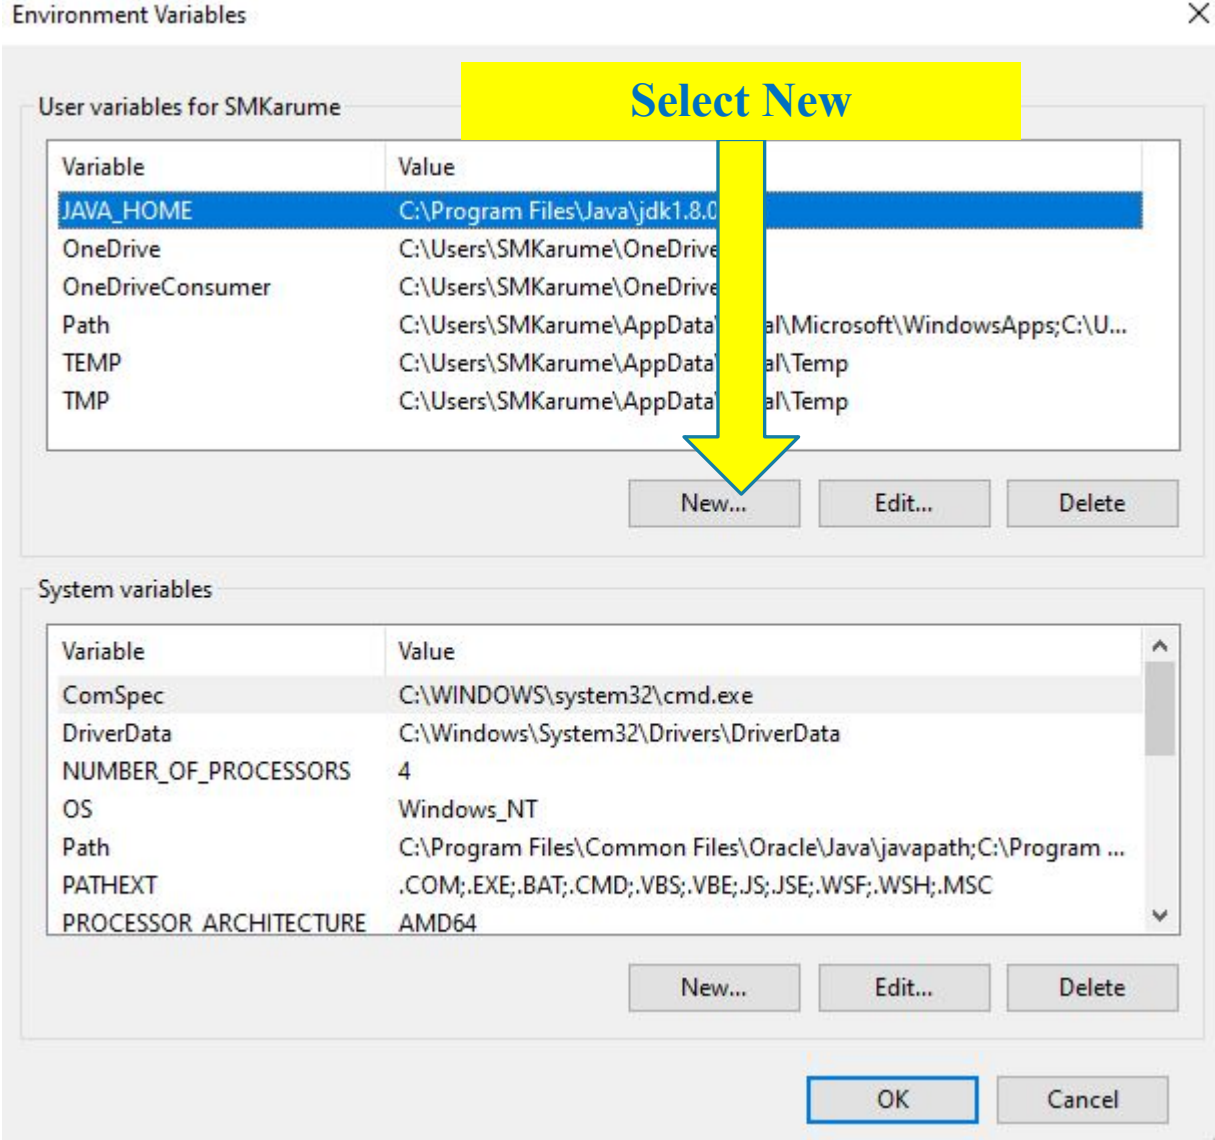 Environment Variables
Select New
User variables for SMKarume
Variable Value
JAVA_HOME C:\Program Files\Java\jdk1.8.0
OneDrive C:\Users\SMKarume\OneDrive
OneDriveConsumer C:\Users\SMKarume\OneDrive
Path C:\Users\SMKarume\AppData\ al\Microsoft\WindowsApps;C:\U...
TEMP C:\Users\SMKarume\AppData\ al\Temp
TMP C:\Users\SMKarume\AppData\ al\Temp
New... Edit... Delete
System variables
Variable Value
ComSpec C:\WINDOWS\system32\cmd.exe
DriverData C:\Windows\System32\Drivers\DriverData
NUMBER_OF_PROCESSORS 4
OS Windows_NT
Path C:\Program Files\Common Files\Oracle\Java\javapath;C:\Program ...
PATHEXT .COM;.EXE;.BAT;.CMD;.VBS;.VBE;.JS;.JSE;.WSF;.WSH;.MSC
PROCESSOR_ARCHITECTURE AMD64
New... Edit... Delete
OK Cancel